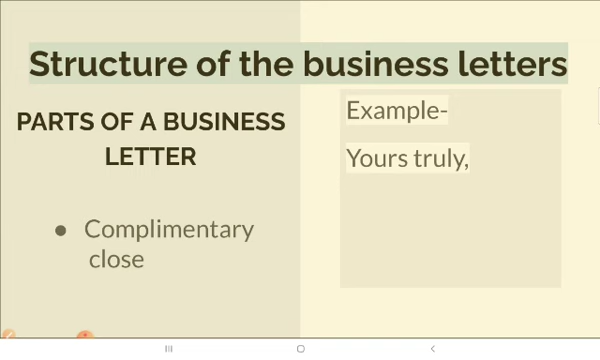 Structure of the business letters
PARTS OF A BUSINESS
LETTER
● Complimentary
close
Example-
Yours truly,